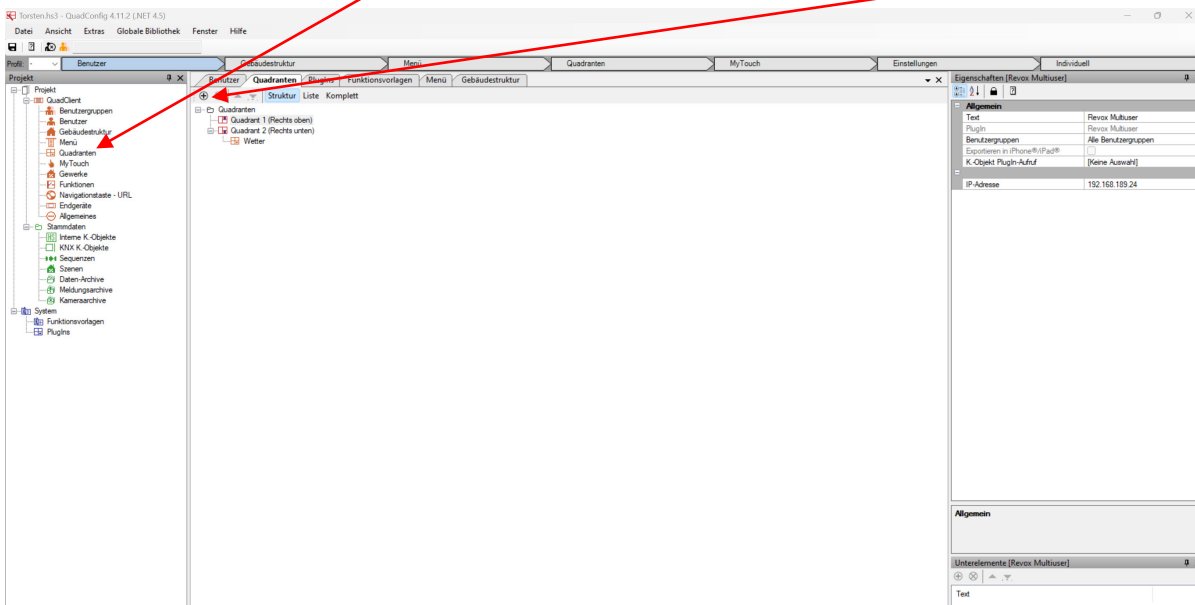 Torsten.hs3 - QuadConfig 4.11.2 (.NET 4.5)
Datei Ansicht Extras Globale Bibliothek Fenster Hilfe
Profil: - Benutzer Gebäudestruktur Menü Quadranten MyTouch Einstellungen Individuell
Projekt
Projekt
QuadClient
Benutzergruppen
Benutzer
Gebäudestruktur
Menü
Quadranten
MyTouch
Gewerke
Funktionen
Navigationstaste - URL
Endgeräte
Allgemeines
Stammdaten
Interne K.-Objekte
KNX K.-Objekte
Sequenzen
Szenen
Daten-Archive
Meldungsarchive
Kameraarchive
System
Funktionsvorlagen
PlugIns
Benutzer Quadranten PlugIns Funktionsvorlagen Menü Gebäudestruktur
Struktur Liste Komplett
Quadranten
Quadrant 1 (Rechts oben)
Quadrant 2 (Rechts unten)
Wetter
Eigenschaften [Revox Multiuser]
Allgemein
Text Revox Multiuser
PlugIn Revox Multiuser
Benutzergruppen Alle Benutzergruppen
Exportieren in iPhone®/iPad®
K.-Objekt PlugIn-Aufruf [Keine Auswahl]
IP-Adresse 192.168.189.24
Allgemein
Unterelemente [Revox Multiuser]
Text